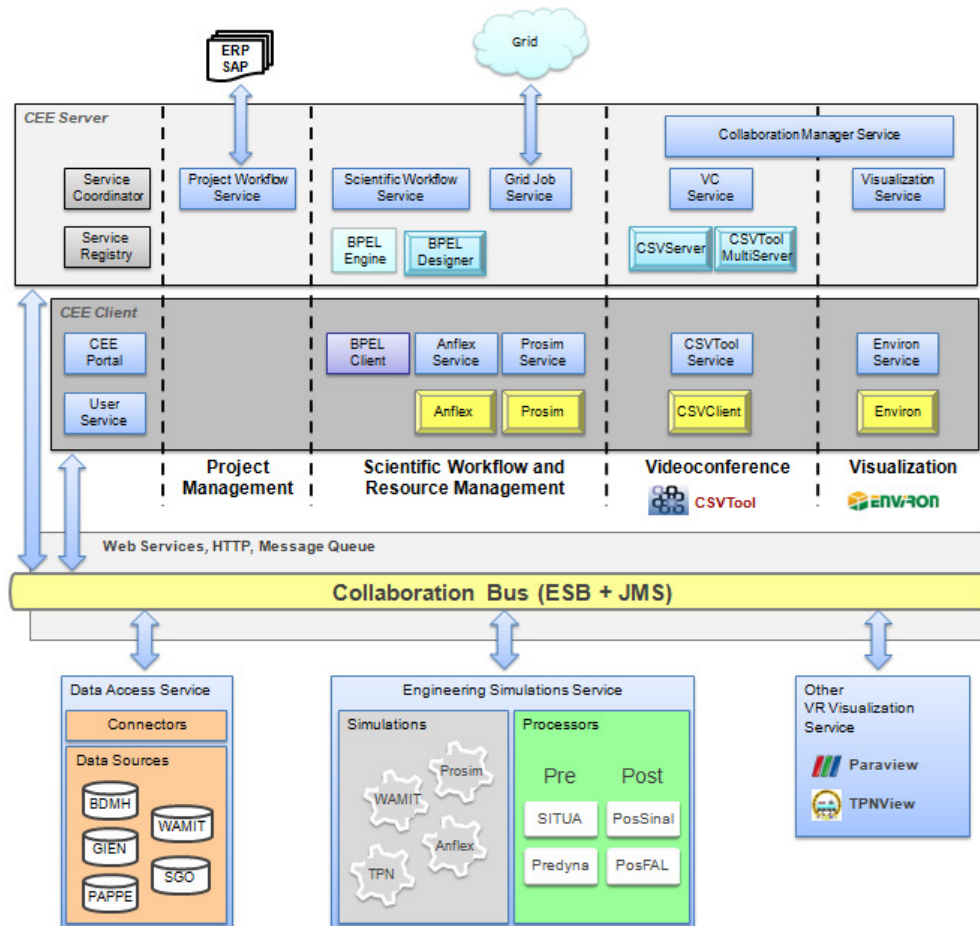 ERP
SAP
Grid
CEE Server
Collaboration Manager Service
Service
Coordinator
Project Workflow
Service
Scientific Workflow
Service
Grid Job
Service
VC
Service
Visualization
Service
Service
Registry
BPEL
Engine
BPEL
Designer
CSVServer
CSVTool
MultiServer
CEE Client
CEE
Portal
BPEL
Client
Anflex
Service
Prosim
Service
CSVTool
Service
Environ
Service
User
Service
Anflex
Prosim
CSVClient
Environ
Project
Management
Scientific Workflow and
Resource Management
Videoconference
CSVTool
Visualization
ENVIRON
Web Services, HTTP, Message Queue
Collaboration Bus (ESB + JMS)
Data Access Service
Connectors
Data Sources
BDMH
GIEN
PAPPE
WAMIT
SGO
Engineering Simulations Service
Simulations
Prosim
WAMIT
Anflex
TPN
Processors
Pre
Post
SITUA
PosSinal
Predyna
PosFAL
Other
VR Visualization
Service
Paraview
TPNView